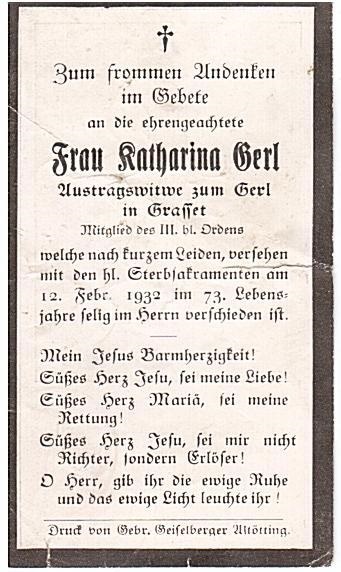 Zum frommen Andenken
im Gebete
an die ehrengeachtete
Frau Katharina Gerl
Austragswitwe zum Gerl
in Grasset
Mitglied des III. hl. Ordens
welche nach kurzem Leiden, versehen
mit den hl. Sterbsakramenten am
12. Febr. 1932 im 73. Lebens-
jahre selig im Herrn verschieden ist.
Mein Jesus Barmherzigkeit!
Süßes Herz Jesu, sei meine Liebe!
Süßes Herz Mariä, sei meine
Rettung!
Süßes Herz Jesu, sei mir nicht
Richter, sondern Erlöser!
O Herr, gib ihr die ewige Ruhe
und das ewige Licht leuchte ihr!
Druck von Gebr. Geiselberger Altötting.